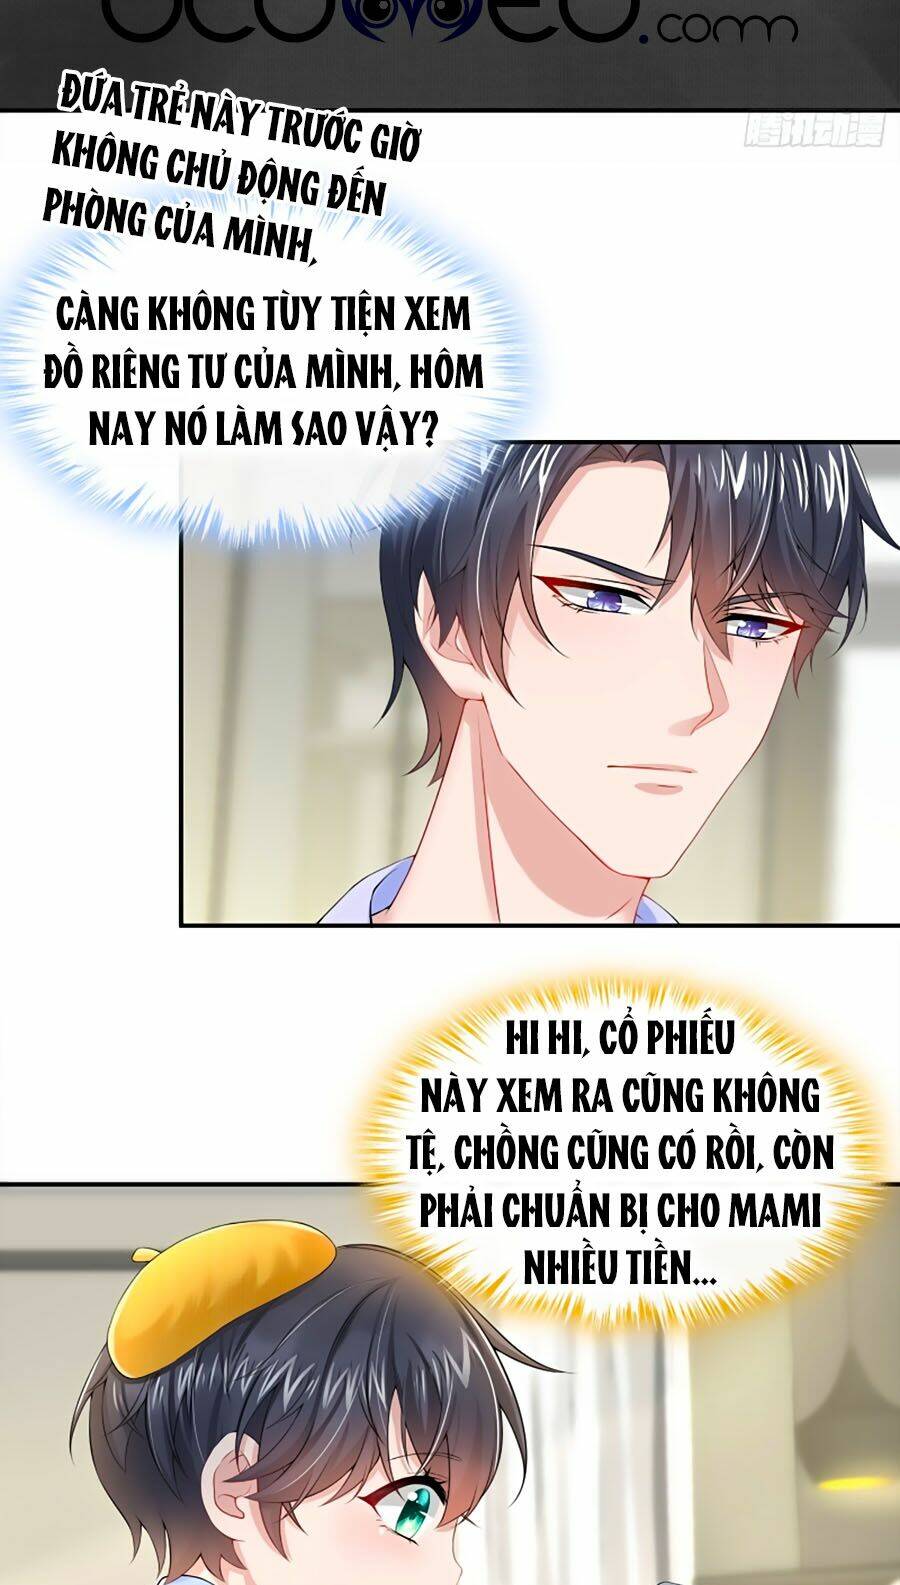 ĐỨA TRẺ NÀY TRƯỚC GIỜ
KHÔNG CHỦ ĐỘNG ĐẾN
PHÒNG CỦA MÌNH,
CÀNG KHÔNG TÙY TIỆN XEM
ĐỒ RIÊNG TƯ CỦA MÌNH, HÔM
NAY NÓ LÀM SAO VẬY?
HI HI, CỔ PHIẾU
NÀY XEM RA CŨNG KHÔNG
TỆ, CHỒNG CŨNG CÓ RỒI, CÒN
PHẢI CHUẨN BỊ CHO MAMI
NHIỀU TIỀN...